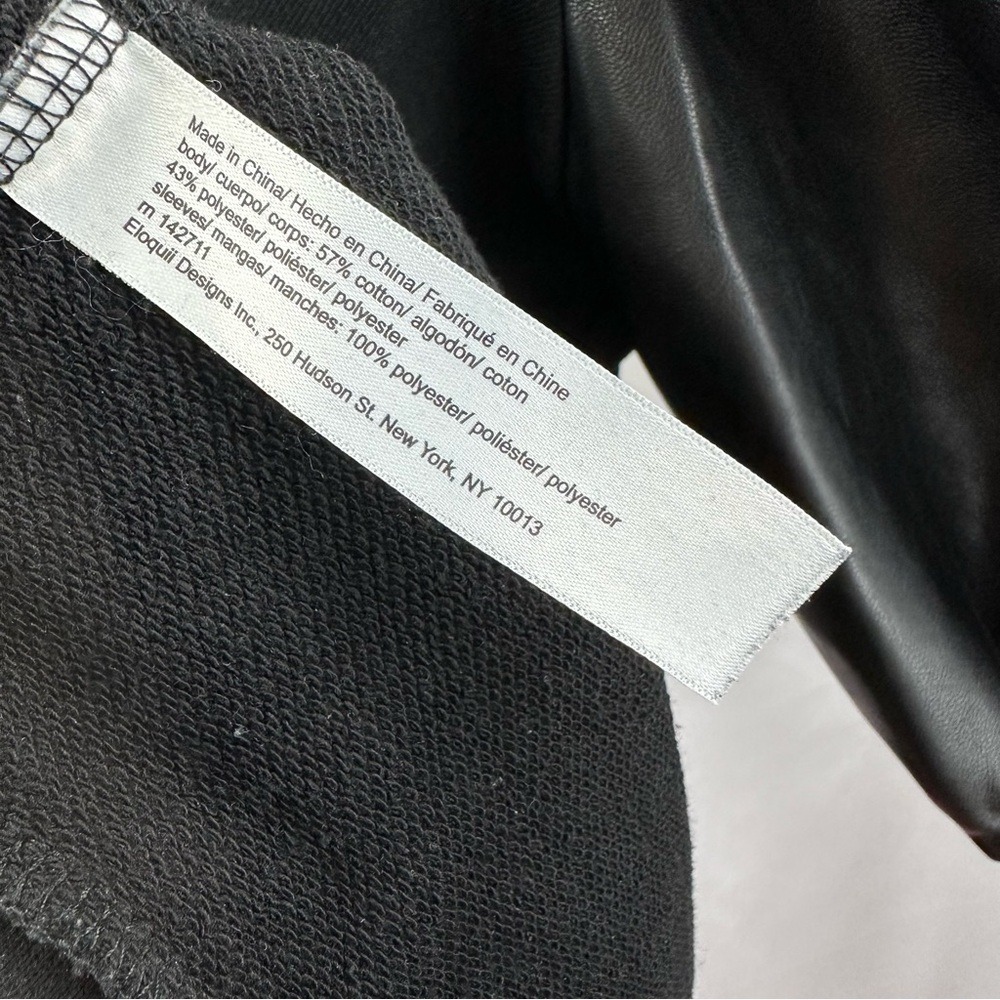 Made in China/ Hecho en China/ Fabriqué en Chine
body/ cuerpo/ corps: 57% cotton/ algodón/ coton
43% polyester/ poliéster/ polyester
sleeves/ mangas/ manches: 100% polyester/ poliéster/ polyester
m 142711
Eloquii Designs Inc., 250 Hudson St. New York, NY 10013